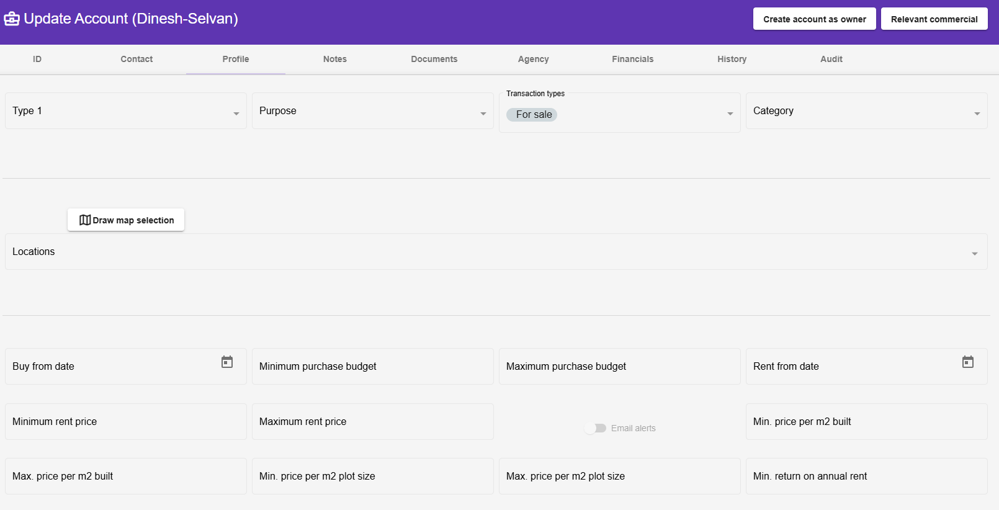 Update Account (Dinesh-Selvan)
Create account as owner
Relevant commercial
ID
Contact
Profile
Notes
Documents
Agency
Financials
History
Audit
Type 1
Purpose
Transaction types
For sale
Category
Draw map selection
Locations
Buy from date
Minimum purchase budget
Maximum purchase budget
Rent from date
Minimum rent price
Maximum rent price
Email alerts
Min. price per m2 built
Max. price per m2 built
Min. price per m2 plot size
Max. price per m2 plot size
Min. return on annual rent